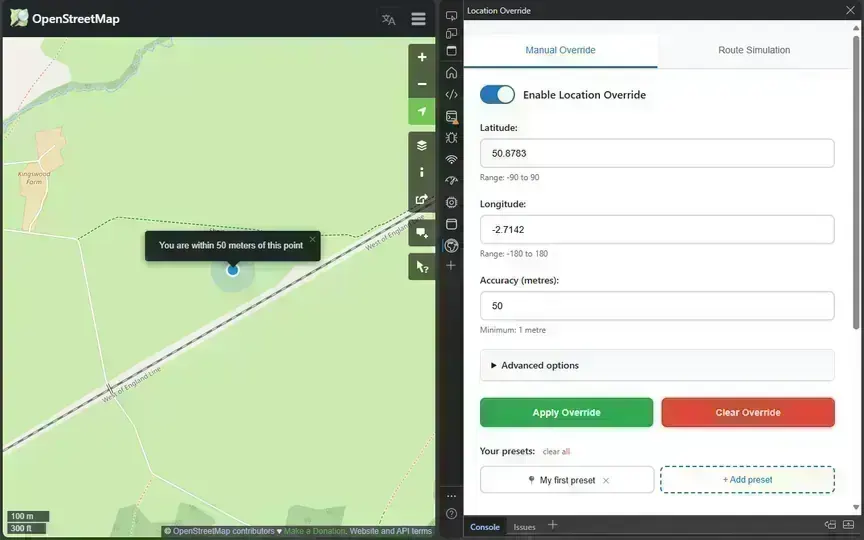 OpenStreetMap
Kingswood
Farm
You are within 50 meters of this point
West of England Line
West of England Line
100 m
300 ft
© OpenStreetMap contributors ♥ Make a Donation. Website and API terms
Location Override
Manual Override
Route Simulation
Enable Location Override
Latitude:
50.8783
Range: -90 to 90
Longitude:
-2.7142
Range: -180 to 180
Accuracy (metres):
50
Minimum: 1 metre
Advanced options
Apply Override
Clear Override
Your presets: clear all
My first preset ×
+ Add preset
Console
Issues